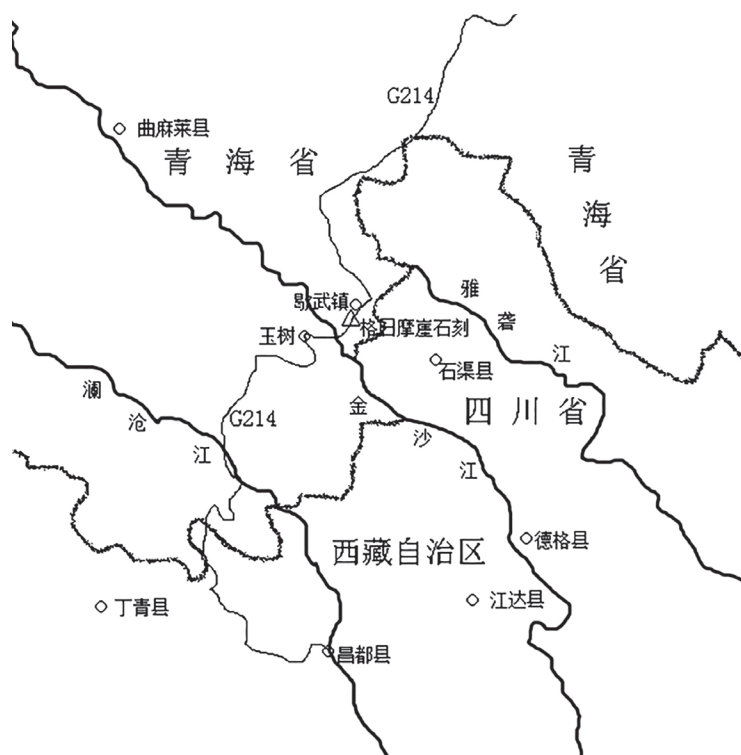 G214
曲麻莱县
青海省
青海省
歇武镇
格日摩崖石刻
玉树
雅砻江
石渠县
澜沧江
G214
金沙江
四川省
西藏自治区
德格县
丁青县
江达县
昌都县